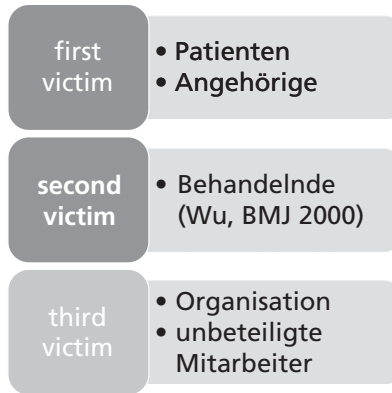 first
victim
• Patienten
• Angehörige
second
victim
• Behandelnde
(Wu, BMJ 2000)
third
victim
• Organisation
• unbeteiligte
Mitarbeiter